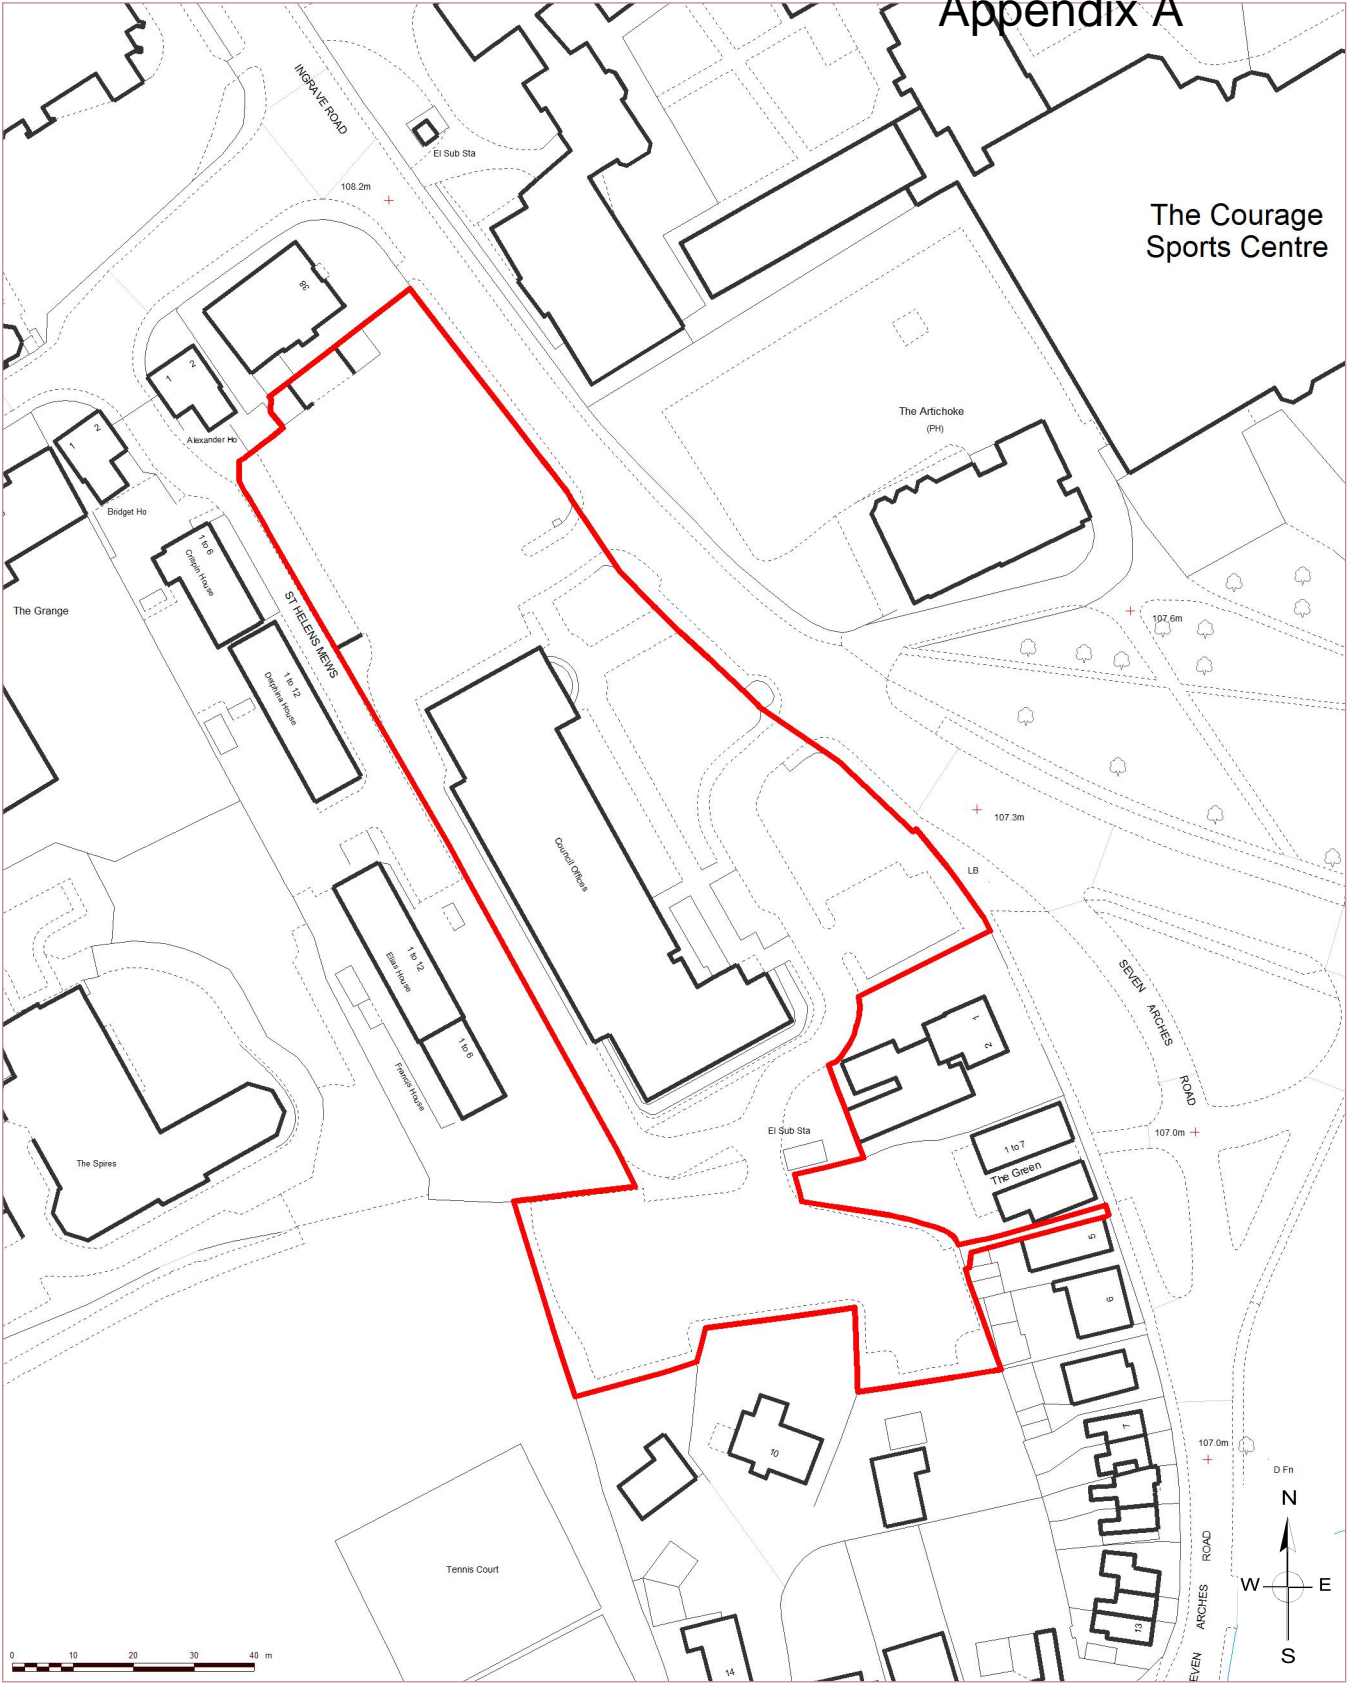 Appendix A
INGRAVE ROAD
El Sub Sta
108.2m
The Courage
Sports Centre
38
1
2
Alexander Ho
1
2
Bridget Ho
The Artichoke
(PH)
1 to 6
Crispin House
The Grange
ST HELENS MEWS
107.6m
1 to 12
Delphina House
107.3m
Council Offices
LB
1 to 12
Elias House
SEVEN ARCHES ROAD
1
2
1 to 6
Francis House
El Sub Sta
107.0m
1 to 7
The Green
The Spires
5
6
7
10
107.0m
D Fn
N
W
E
S
Tennis Court
SEVEN ARCHES ROAD
13
14
0 10 20 30 40 m